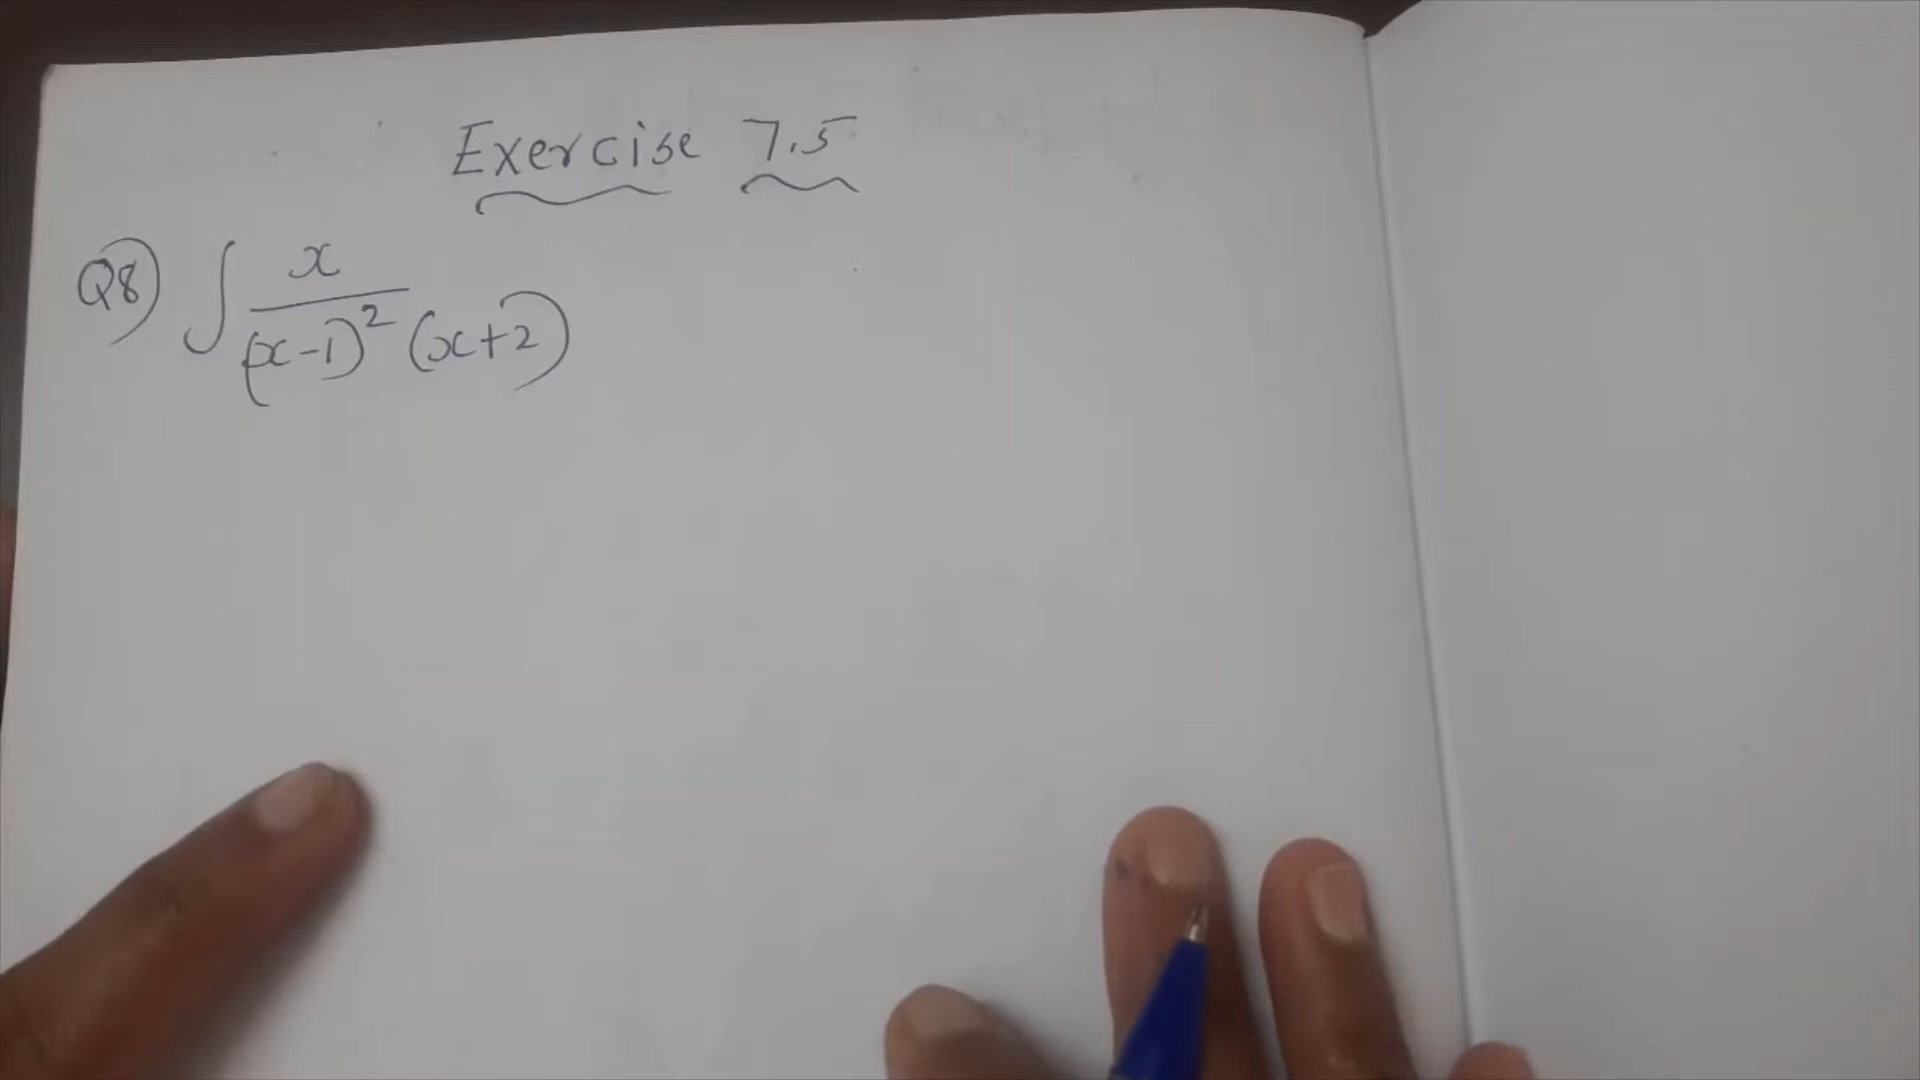 Exercise 7.5
Q8) ∫ x
(x-1)² (x+2)